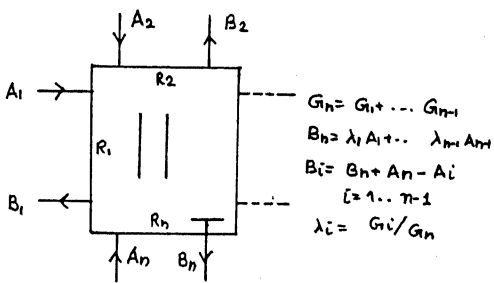 A2
B2
A1
R2
R1
B1
Rn
An
Bn
Gn= G1+ ... Gn-1
Bn= λ1 A1+.. λn-1 An-1
Bi= Bn+ An- Ai
i=1.. n-1
λi= Gi/Gn